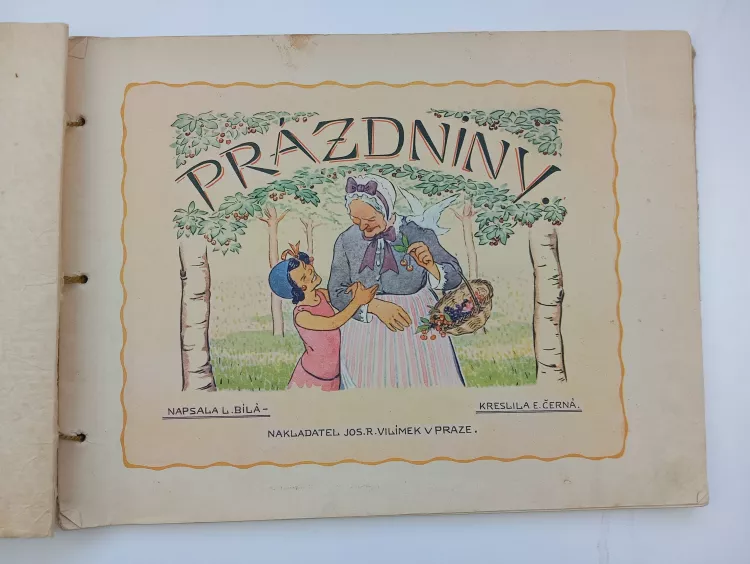 PRÁZDNINY.
NAPSALA L. BÍLÁ-
KRESLILA E. ČERNÁ.
NAKLADATEL JOS. R. VILÍMEK V PRAZE.